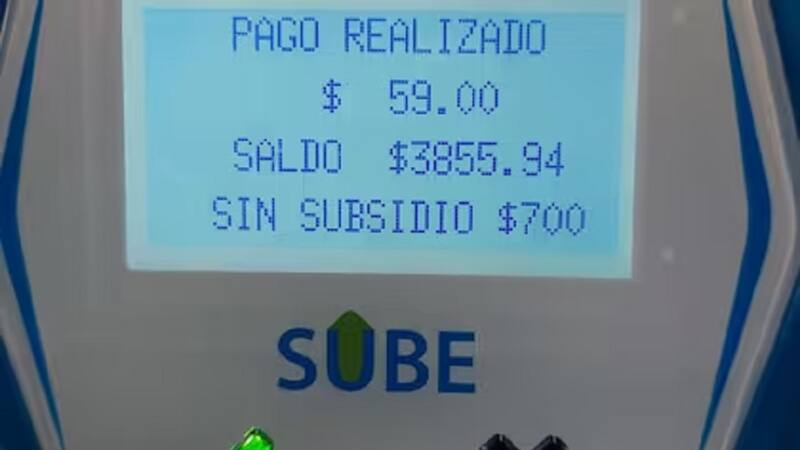 PAGO REALIZADO
$ 59.00
SALDO $3855.94
SIN SUBSIDIO $700
SUBE